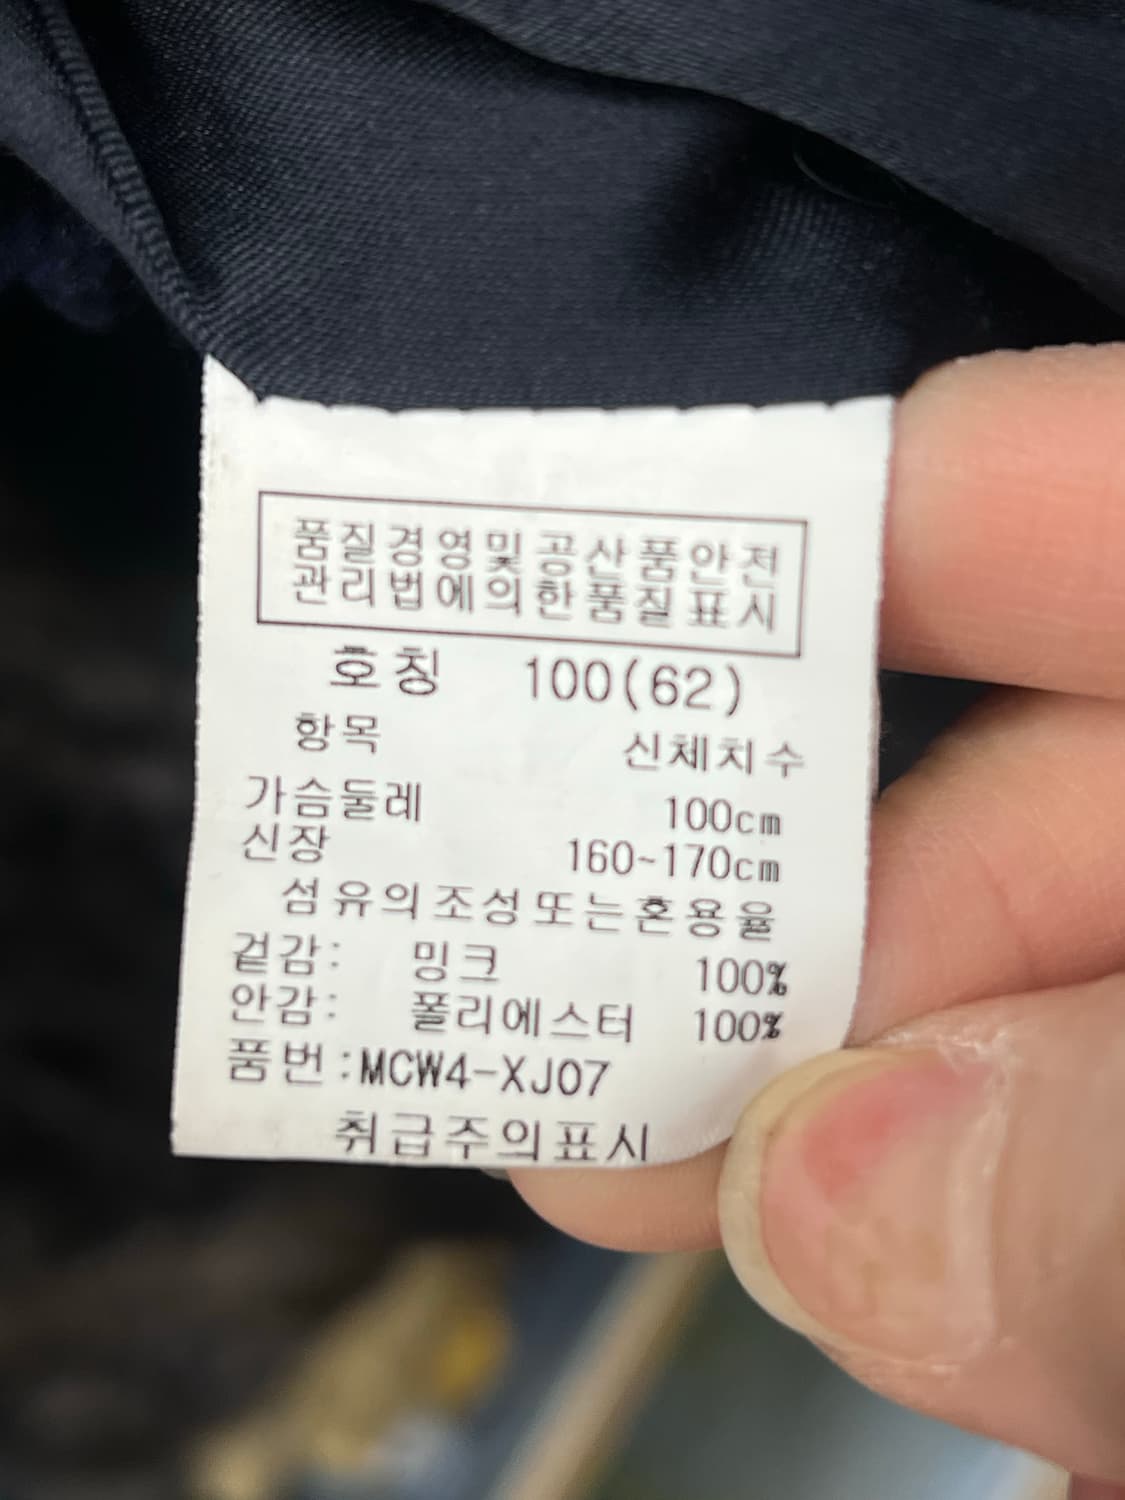 품질경영및공산품안전
관리법에의한품질표시
호칭 100(62)
항목 신체치수
가슴둘레 100cm
신장 160~170cm
섬유의조성또는혼용율
겉감: 밍크 100%
안감: 폴리에스터 100%
품번:MCW4-XJ07
취급주의표시